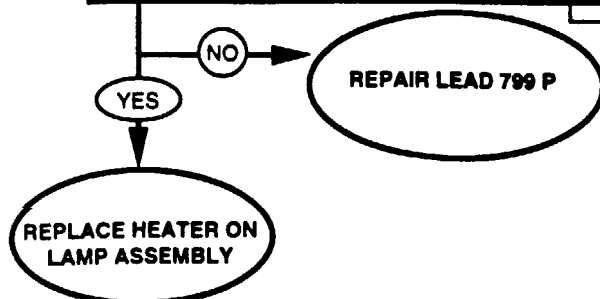 NO
REPAIR LEAD 799 P
YES
REPLACE HEATER ON
LAMP ASSEMBLY